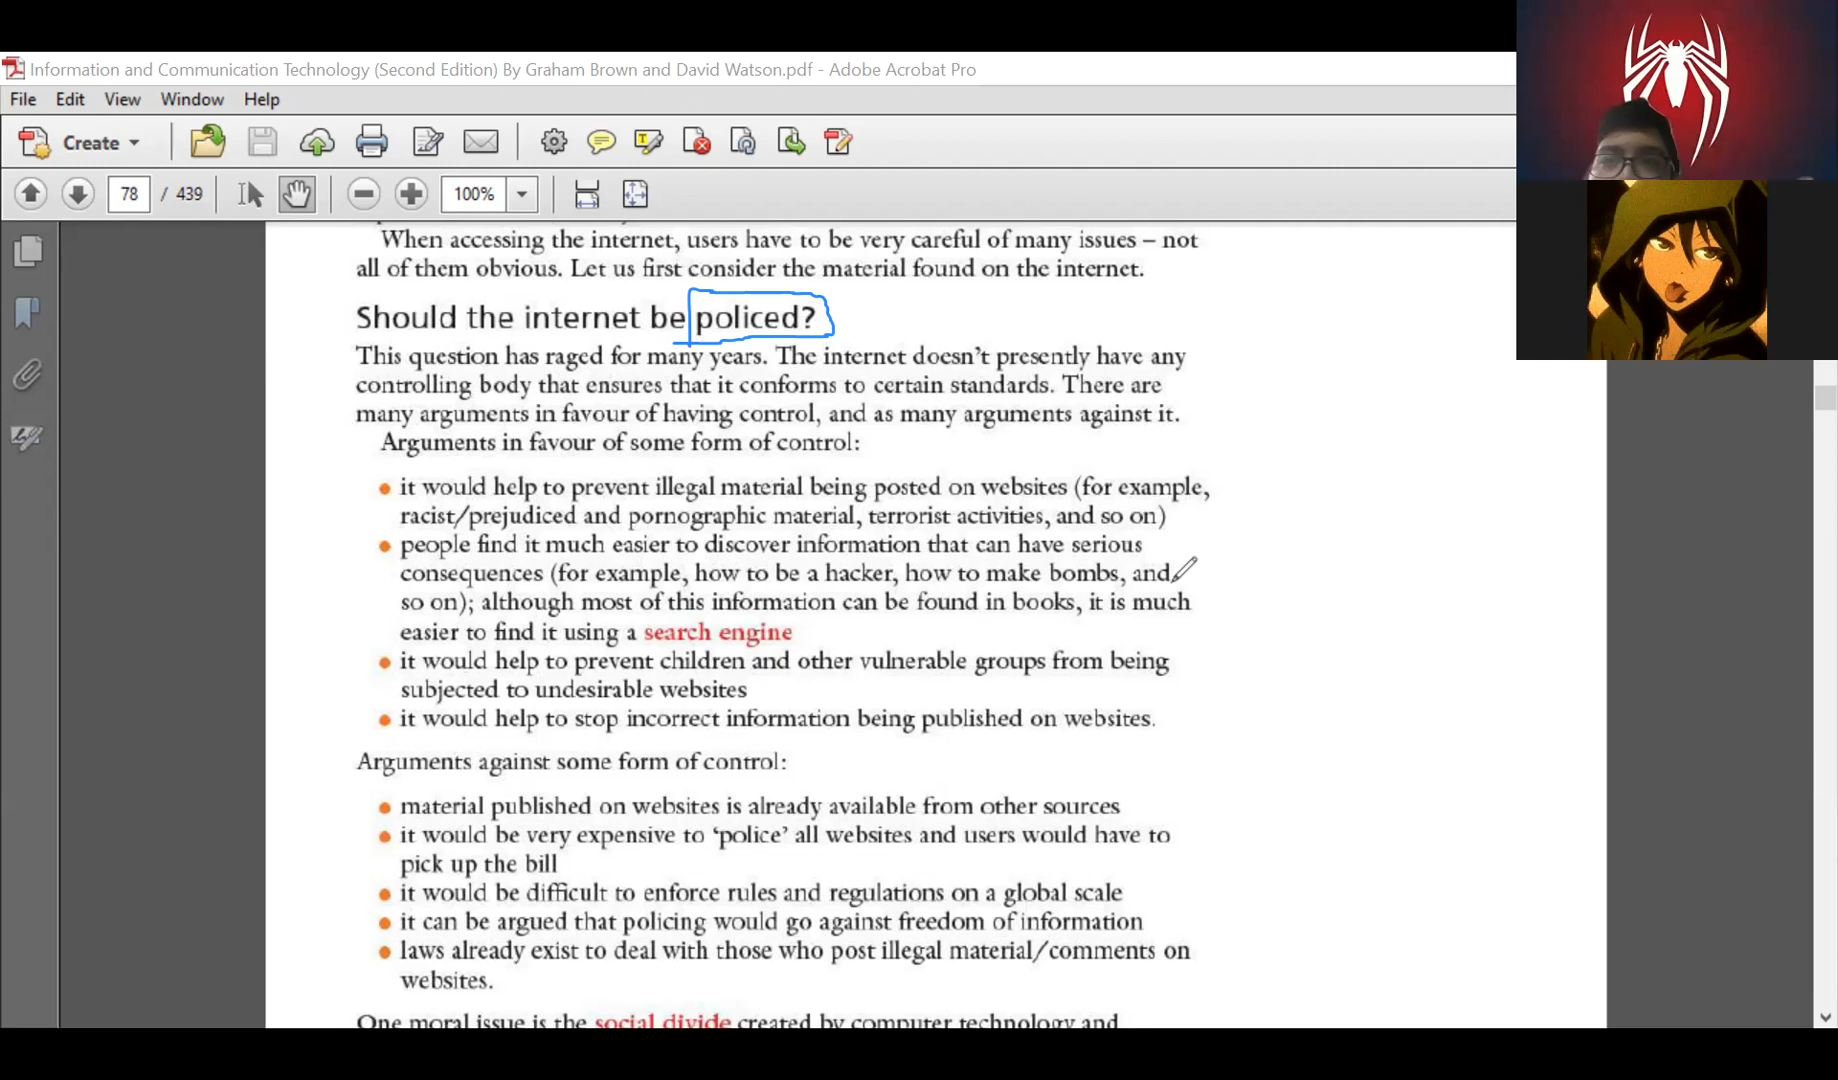 Information and Communication Technology (Second Edition) By Graham Brown and David Watson.pdf - Adobe Acrobat Pro
File Edit View Window Help
Create
78 / 439 100%
When accessing the internet, users have to be very careful of many issues – not
all of them obvious. Let us first consider the material found on the internet.
Should the internet be policed?
This question has raged for many years. The internet doesn't presently have any
controlling body that ensures that it conforms to certain standards. There are
many arguments in favour of having control, and as many arguments against it.
Arguments in favour of some form of control:
● it would help to prevent illegal material being posted on websites (for example,
racist/prejudiced and pornographic material, terrorist activities, and so on)
● people find it much easier to discover information that can have serious
consequences (for example, how to be a hacker, how to make bombs, and
so on); although most of this information can be found in books, it is much
easier to find it using a search engine
● it would help to prevent children and other vulnerable groups from being
subjected to undesirable websites
● it would help to stop incorrect information being published on websites.
Arguments against some form of control:
● material published on websites is already available from other sources
● it would be very expensive to ‘police’ all websites and users would have to
pick up the bill
● it would be difficult to enforce rules and regulations on a global scale
● it can be argued that policing would go against freedom of information
● laws already exist to deal with those who post illegal material/comments on
websites.
One moral issue is the social divide created by computer technology and